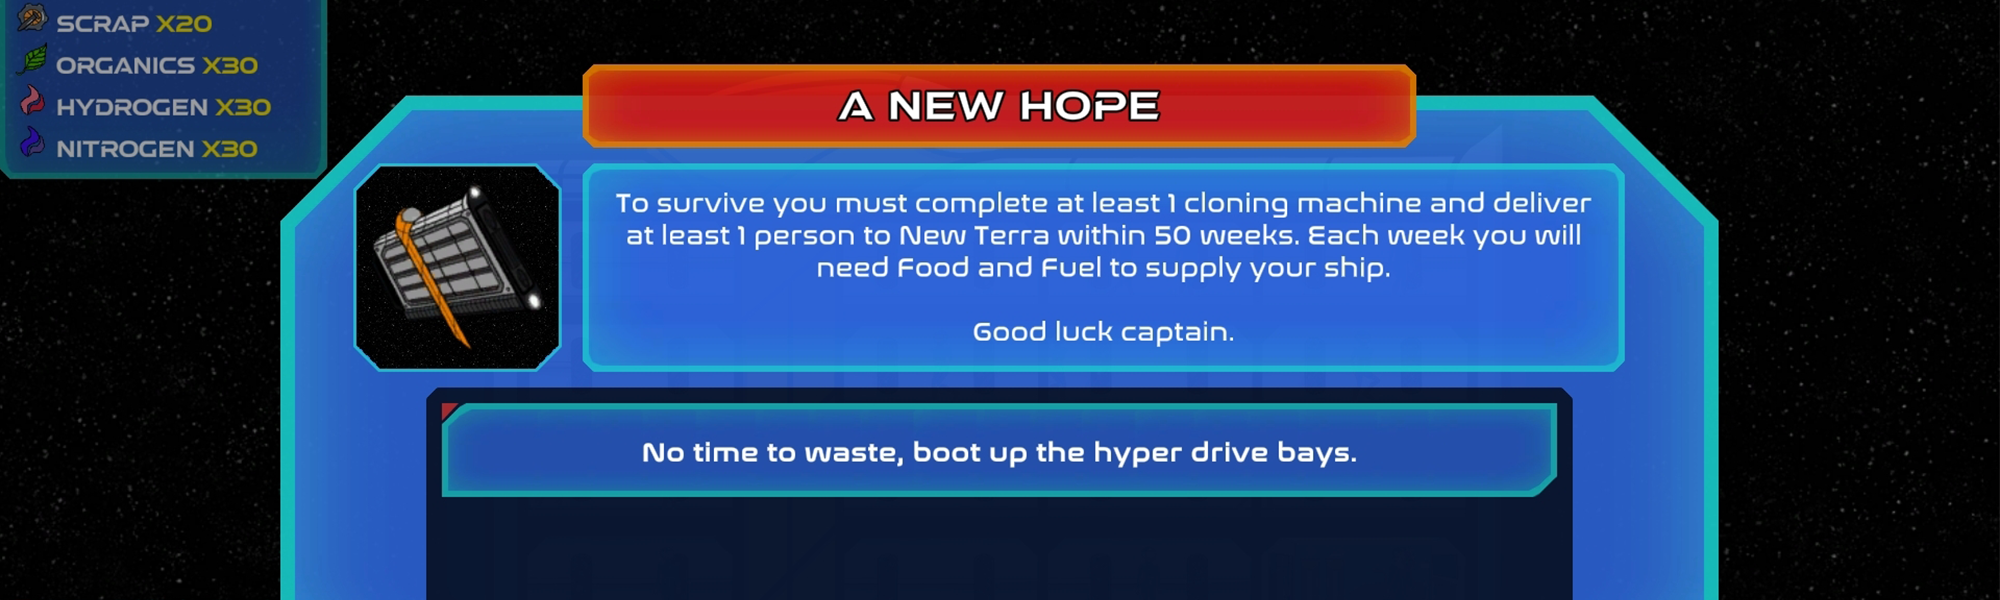 SCRAP X20
ORGANICS X30
HYDROGEN X30
NITROGEN X30
A NEW HOPE
To survive you must complete at least 1 cloning machine and deliver
at least 1 person to New Terra within 50 weeks. Each week you will
need Food and Fuel to supply your ship.
Good luck captain.
No time to waste, boot up the hyper drive bays.